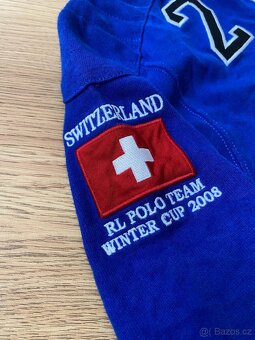 2
SWITZERLAND
RL POLO TEAM
WINTER CUP 2008
© Bazos.cz